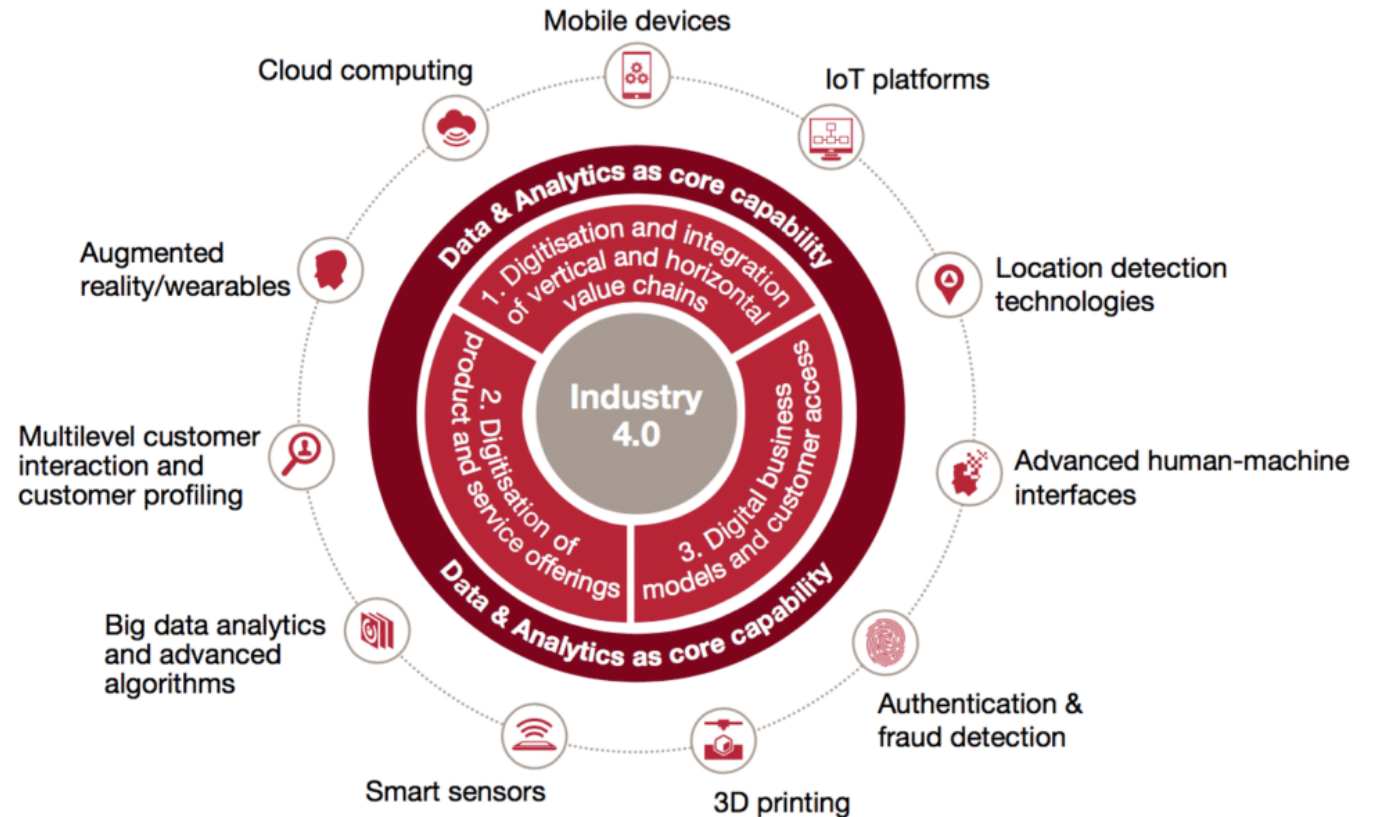 Mobile devices
Cloud computing
IoT platforms
Augmented
reality/wearables
Location detection
technologies
Multilevel customer
interaction and
customer profiling
Advanced human-machine
interfaces
Big data analytics
and advanced
algorithms
Authentication &
fraud detection
Smart sensors
3D printing
Data & Analytics as core capability
1. Digitisation and integration
of vertical and horizontal
value chains
2. Digitisation of
product and service offerings
3. Digital business
models and customer access
Industry
4.0
Data & Analytics as core capability